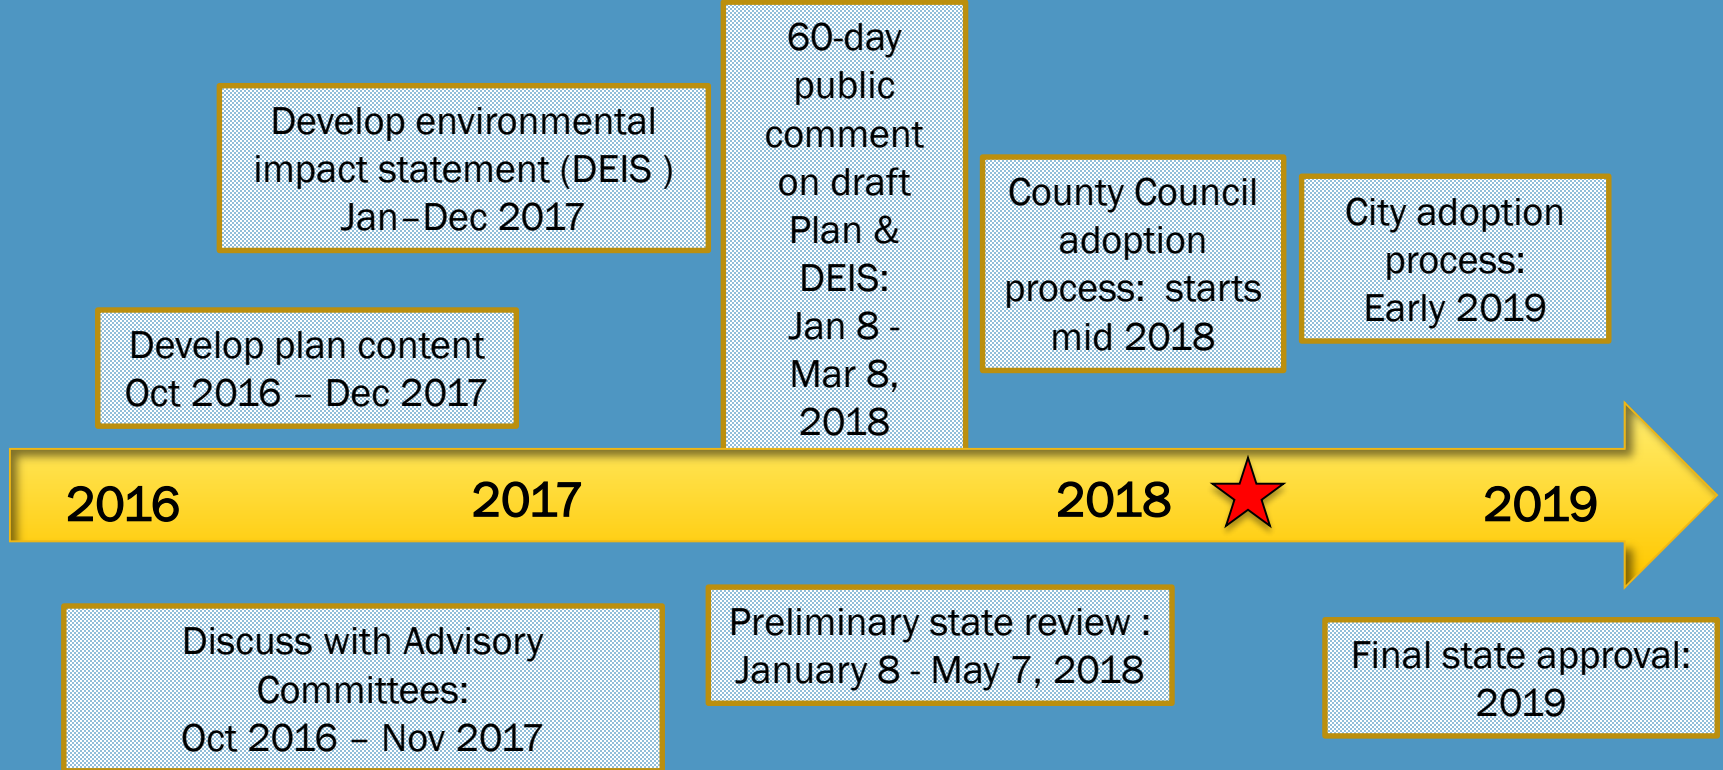 60-day
public
comment
on draft
Plan &
DEIS:
Jan 8 -
Mar 8,
2018
Develop environmental
impact statement (DEIS )
Jan–Dec 2017
County Council
adoption
process:  starts
mid 2018
City adoption
process:
Early 2019
Develop plan content
Oct 2016 – Dec 2017
2016
2017
2018
2019
Discuss with Advisory
Committees:
Oct 2016 – Nov 2017
Preliminary state review :
January 8 - May 7, 2018
Final state approval:
2019